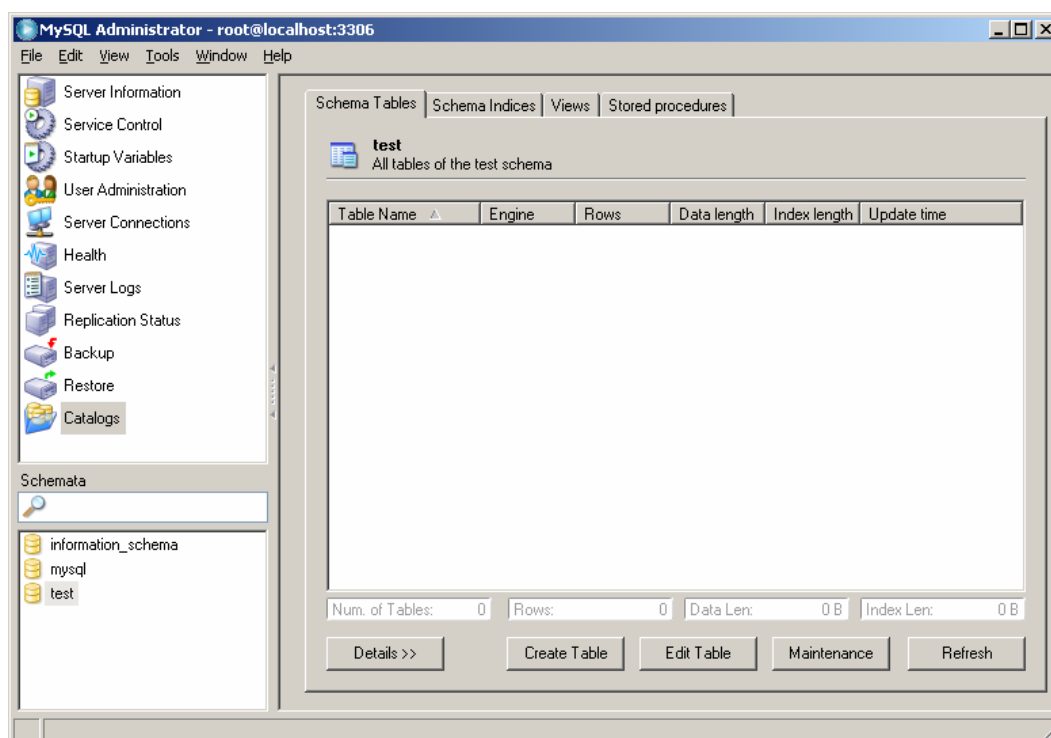 MySQL Administrator - root@localhost:3306
File Edit View Tools Window Help
Server Information
Service Control
Startup Variables
User Administration
Server Connections
Health
Server Logs
Replication Status
Backup
Restore
Catalogs
Schemata
information_schema
mysql
test
Schema Tables Schema Indices Views Stored procedures
test
All tables of the test schema
Table Name Engine Rows Data length Index length Update time
Num. of Tables: 0 Rows: 0 Data Len: 0 B Index Len: 0 B
Details >> Create Table Edit Table Maintenance Refresh